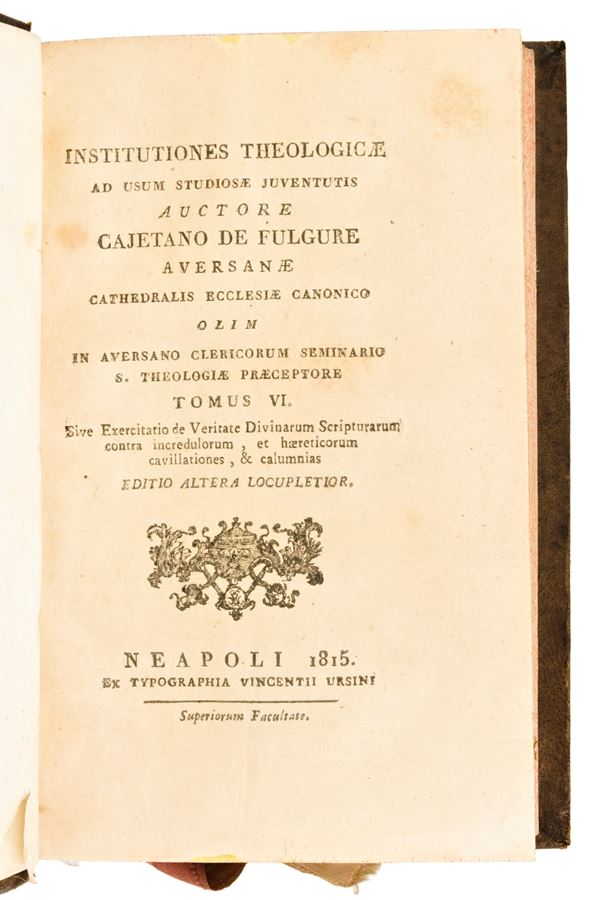 INSTITUTIONES THEOLOGICÆ
AD USUM STUDIOSÆ JUVENTUTIS
AUCTORE
CAJETANO DE FULGURE
AVERSANÆ
CATHEDRALIS ECCLESIÆ CANONICO
OLIM
IN AVERSANO CLERICORUM SEMINARIO
S. THEOLOGIÆ PRÆCEPTORE
TOMUS VI.
Sive Exercitatio de Veritate Divinarum Scripturarum
contra incredulorum , et hæreticorum
cavillationes , & calumnias
EDITIO ALTERA LOCUPLETIOR.
NEAPOLI 1815.
Ex TYPOGRAPHIA VINCENTII URSINI
Superiorum Facultate.